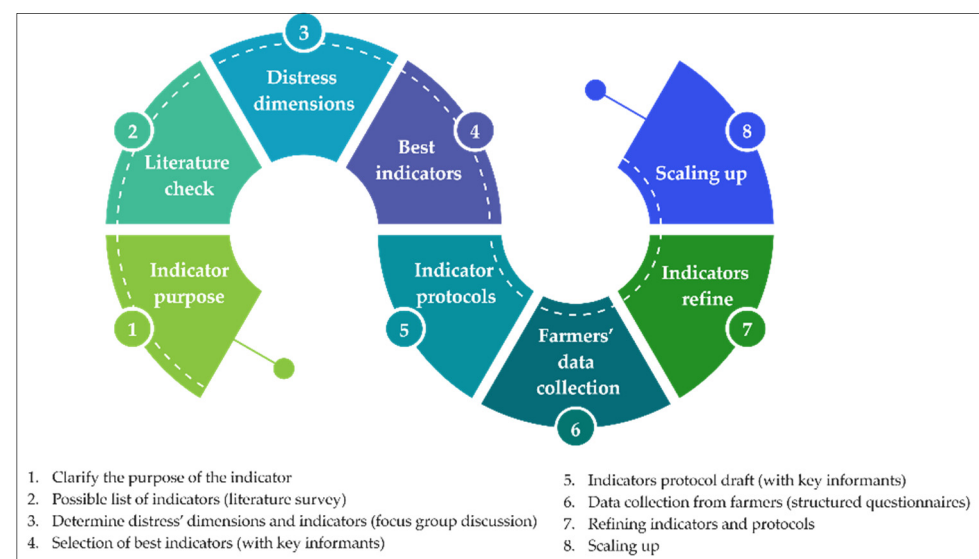 3
Distress
dimensions
2
Literature
check
4
Best
indicators
8
Scaling up
Indicator
purpose
1
Indicator
protocols
5
Farmers'
data
collection
6
Indicators
refine
7
1. Clarify the purpose of the indicator
2. Possible list of indicators (literature survey)
3. Determine distress' dimensions and indicators (focus group discussion)
4. Selection of best indicators (with key informants)
5. Indicators protocol draft (with key informants)
6. Data collection from farmers (structured questionnaires)
7. Refining indicators and protocols
8. Scaling up